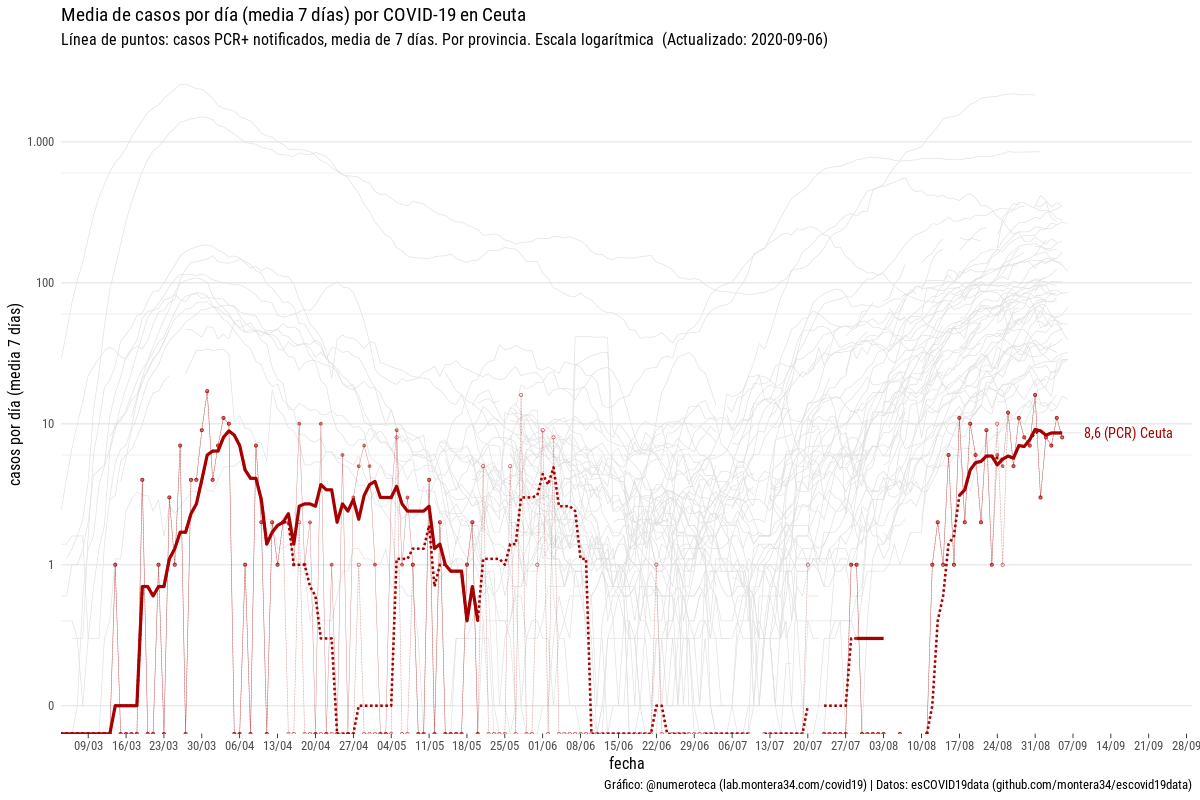 Media de casos por día (media 7 días) por COVID-19 en Ceuta
Línea de puntos: casos PCR+ notificados, media de 7 días. Por provincia. Escala logarítmica (Actualizado: 2020-09-06)
casos por día (media 7 días)
1.000
100
10
1
0
8,6 (PCR) Ceuta
09/03 16/03 23/03 30/03 06/04 13/04 20/04 27/04 04/05 11/05 18/05 25/05 01/06 08/06 15/06 22/06 29/06 06/07 13/07 20/07 27/07 03/08 10/08 17/08 24/08 31/08 07/09 14/09 21/09 28/09
fecha
Gráfico: @numeroteca (lab.montera34.com/covid19) | Datos: esCOVID19data (github.com/montera34/escovid19data)